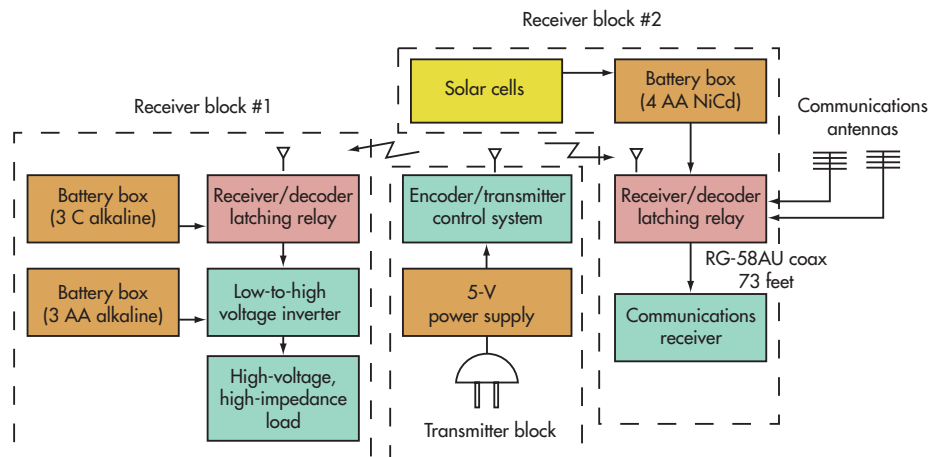 Receiver block #2
Solar cells
Battery box
(4 AA NiCd)
Communications
antennas
Receiver block #1
Battery box
(3 C alkaline)
Receiver/decoder
latching relay
Encoder/transmitter
control system
Receiver/decoder
latching relay
RG-58AU coax
73 feet
Battery box
(3 AA alkaline)
Low-to-high
voltage inverter
5-V
power supply
Communications
receiver
High-voltage,
high-impedance
load
Transmitter block